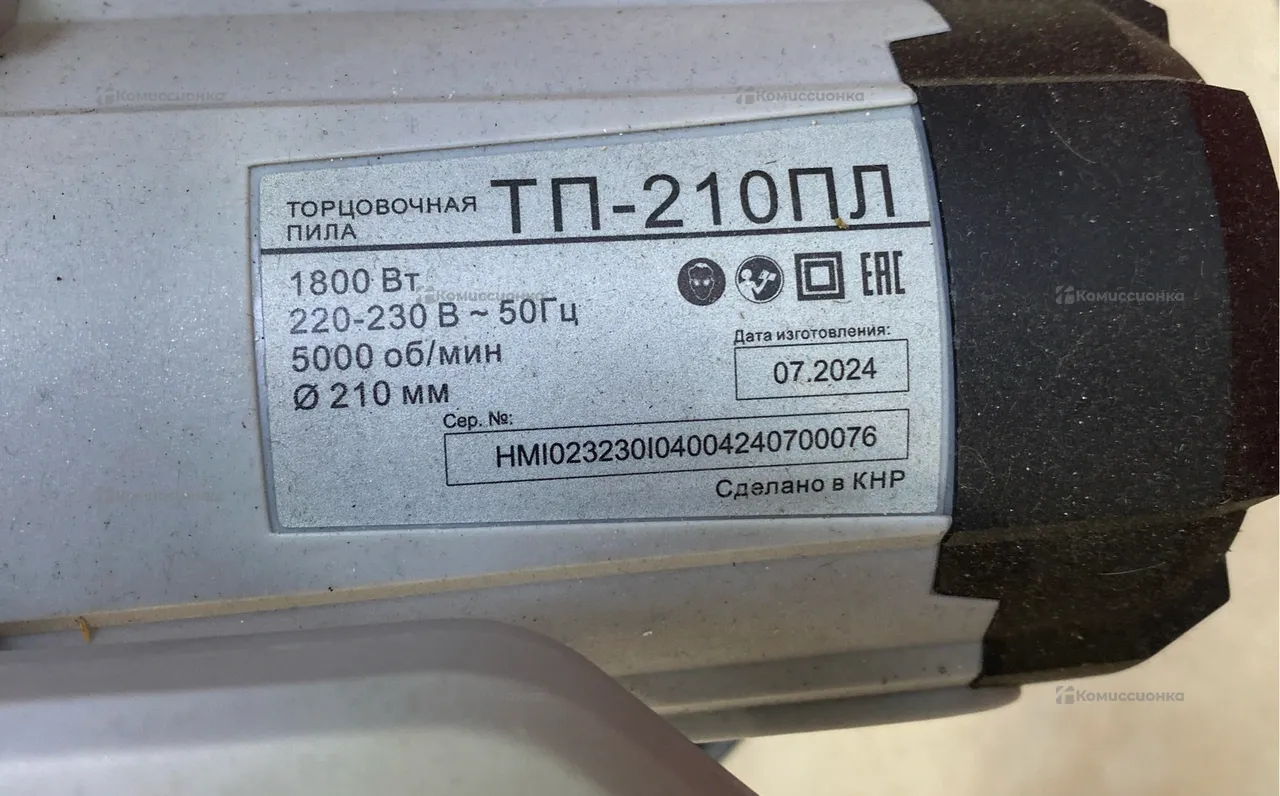 Комиссионка
Комиссионка
ТОРЦОВОЧНАЯ
ПИЛА
ТП-210ПЛ
1800 Вт
220-230 В ~ 50Гц
5000 об/мин
Ø 210 мм
EAC
Дата изготовления:
07.2024
Сер. №:
HMI023230I04004240700076
Сделано в КНР
Комиссионка
Комиссионка
Комиссионка